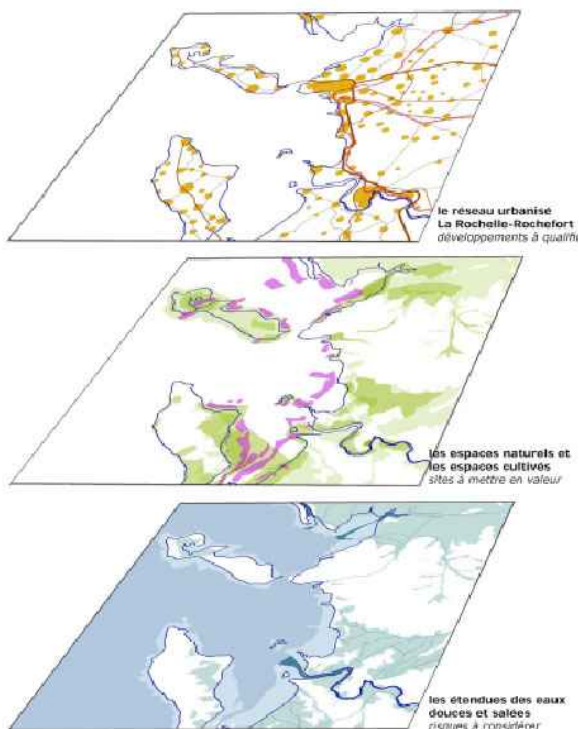 le réseau urbanisé
La Rochelle-Rochefort
développements à qualifie
les espaces naturels et
les espaces cultivés
sites à mettre en valeur
les étendues des eaux
douces et salées
risques à considérer